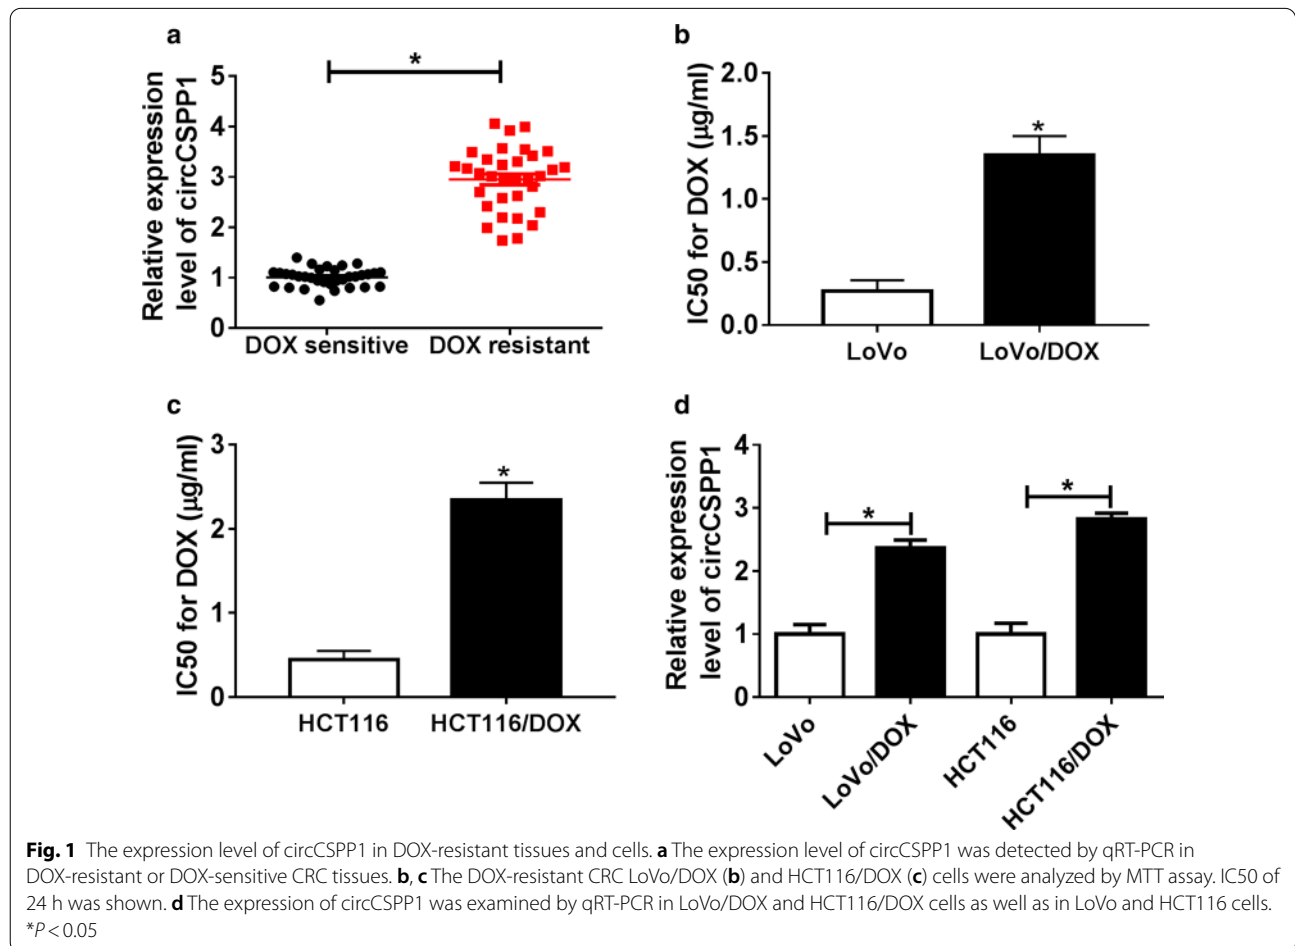 a
*
Relative expression
level of circCSPP1
5
4
3
2
1
0
DOX sensitive DOX resistant
b
*
IC50 for DOX (µg/ml)
2.0
1.5
1.0
0.5
0.0
LoVo LoVo/DOX
c
*
IC50 for DOX (µg/ml)
3
2
1
0
HCT116 HCT116/DOX
d
* *
Relative expression
level of circCSPP1
4
3
2
1
0
LoVo
LoVo/DOX
HCT116
HCT116/DOX
Fig. 1 The expression level of circCSPP1 in DOX-resistant tissues and cells. a The expression level of circCSPP1 was detected by qRT-PCR in
DOX-resistant or DOX-sensitive CRC tissues. b, c The DOX-resistant CRC LoVo/DOX (b) and HCT116/DOX (c) cells were analyzed by MTT assay. IC50 of
24 h was shown. d The expression of circCSPP1 was examined by qRT-PCR in LoVo/DOX and HCT116/DOX cells as well as in LoVo and HCT116 cells.
*P < 0.05